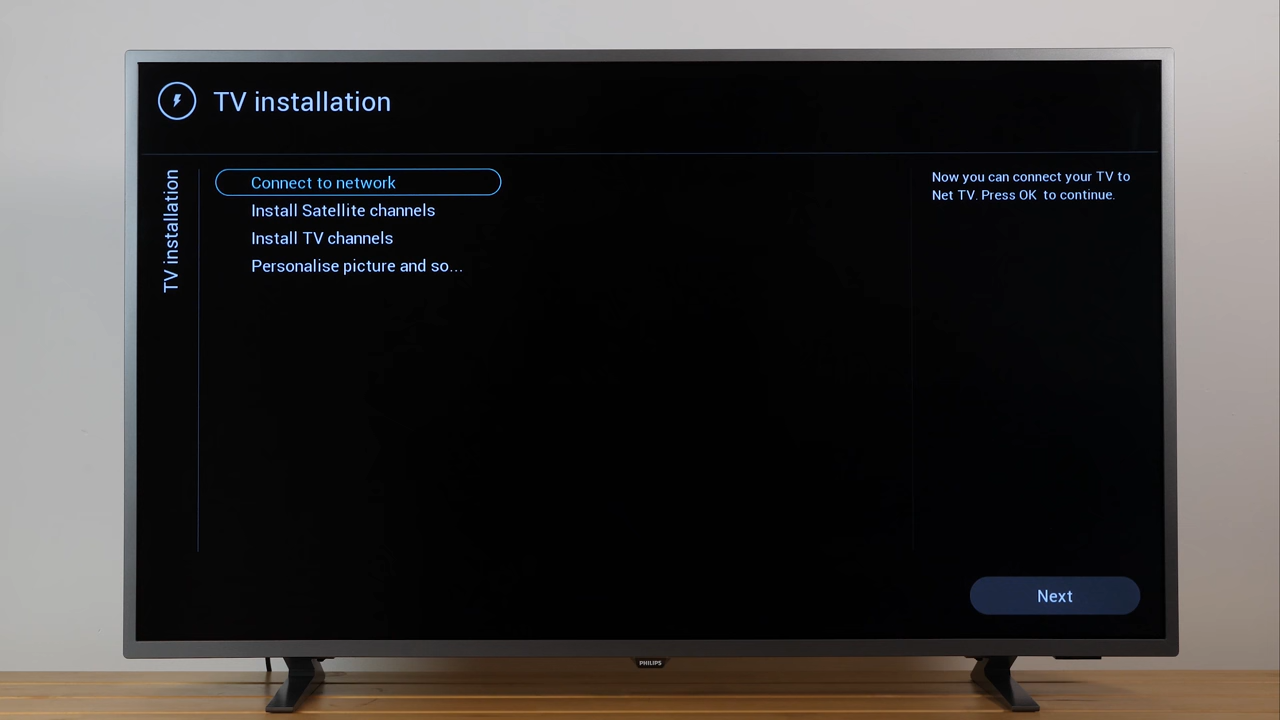 TV installation
TV installation
Connect to network
Install Satellite channels
Install TV channels
Personalise picture and so...
Now you can connect your TV to
Net TV. Press OK to continue.
Next
PHILIPS